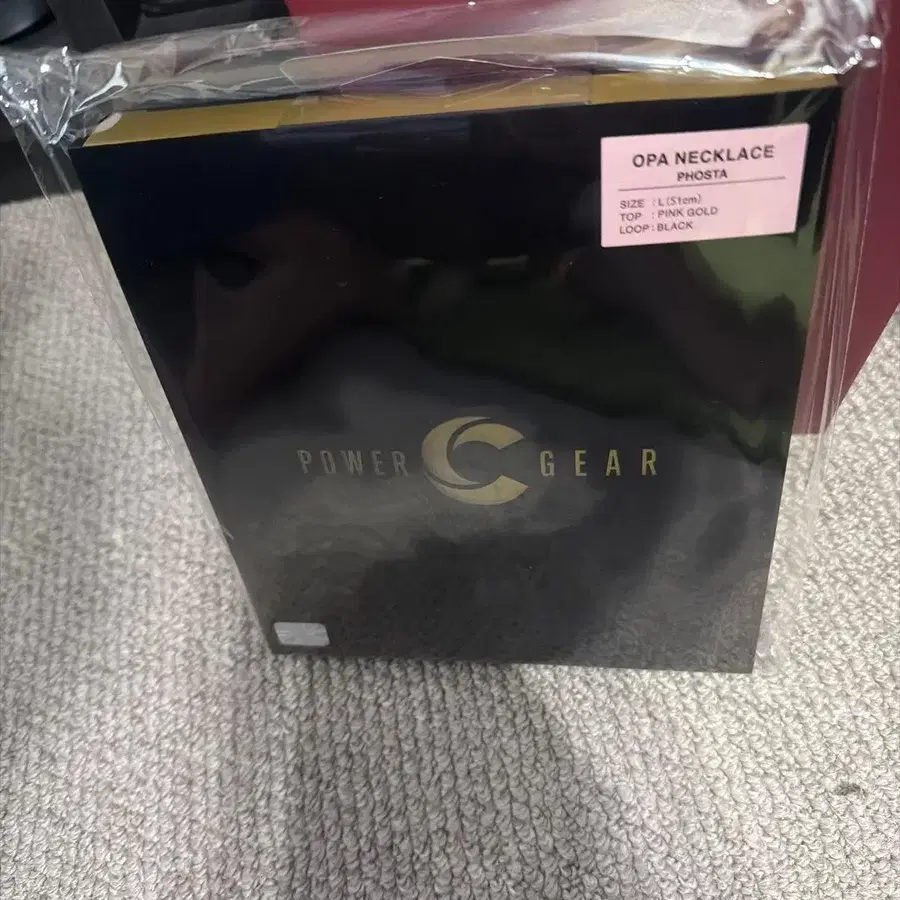 OPA NECKLACE
PHOSTA
SIZE : L(51cm)
TOP : PINK GOLD
LOOP : BLACK
POWER GEAR